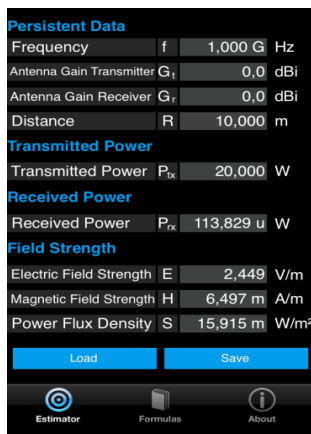 Persistent Data
Frequency f 1,000 G Hz
Antenna Gain Transmitter Gt 0,0 dBi
Antenna Gain Receiver Gr 0,0 dBi
Distance R 10,000 m
Transmitted Power
Transmitted Power Ptx 20,000 W
Received Power
Received Power Prx 113,829 u W
Field Strength
Electric Field Strength E 2,449 V/m
Magnetic Field Strength H 6,497 m A/m
Power Flux Density S 15,915 m W/m²
Load Save
Estimator Formulas About